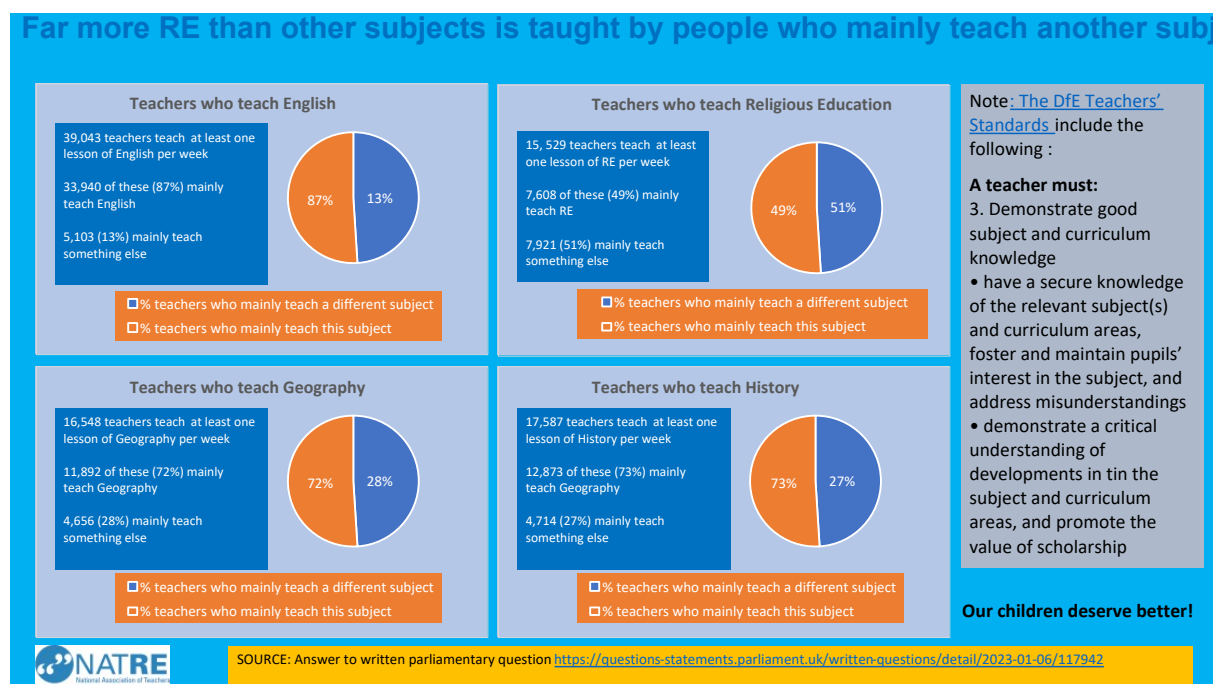 Far more RE than other subjects is taught by people who mainly teach another subj
Teachers who teach English
39,043 teachers teach at least one
lesson of English per week
33,940 of these (87%) mainly
teach English
5,103 (13%) mainly teach
something else
87%
13%
% teachers who mainly teach a different subject
% teachers who mainly teach this subject
Teachers who teach Religious Education
15, 529 teachers teach at least
one lesson of RE per week
7,608 of these (49%) mainly
teach RE
7,921 (51%) mainly teach
something else
49%
51%
% teachers who mainly teach a different subject
% teachers who mainly teach this subject
Teachers who teach Geography
16,548 teachers teach at least one
lesson of Geography per week
11,892 of these (72%) mainly
teach Geography
4,656 (28%) mainly teach
something else
72%
28%
% teachers who mainly teach a different subject
% teachers who mainly teach this subject
Teachers who teach History
17,587 teachers teach at least one
lesson of History per week
12,873 of these (73%) mainly
teach Geography
4,714 (27%) mainly teach
something else
73%
27%
% teachers who mainly teach a different subject
% teachers who mainly teach this subject
Note: The DfE Teachers'
Standards include the
following :
A teacher must:
3. Demonstrate good
subject and curriculum
knowledge
• have a secure knowledge
of the relevant subject(s)
and curriculum areas,
foster and maintain pupils'
interest in the subject, and
address misunderstandings
• demonstrate a critical
understanding of
developments in tin the
subject and curriculum
areas, and promote the
value of scholarship
Our children deserve better!
NATRE
National Association of Teachers
SOURCE: Answer to written parliamentary question https://questions-statements.parliament.uk/written-questions/detail/2023-01-06/117942